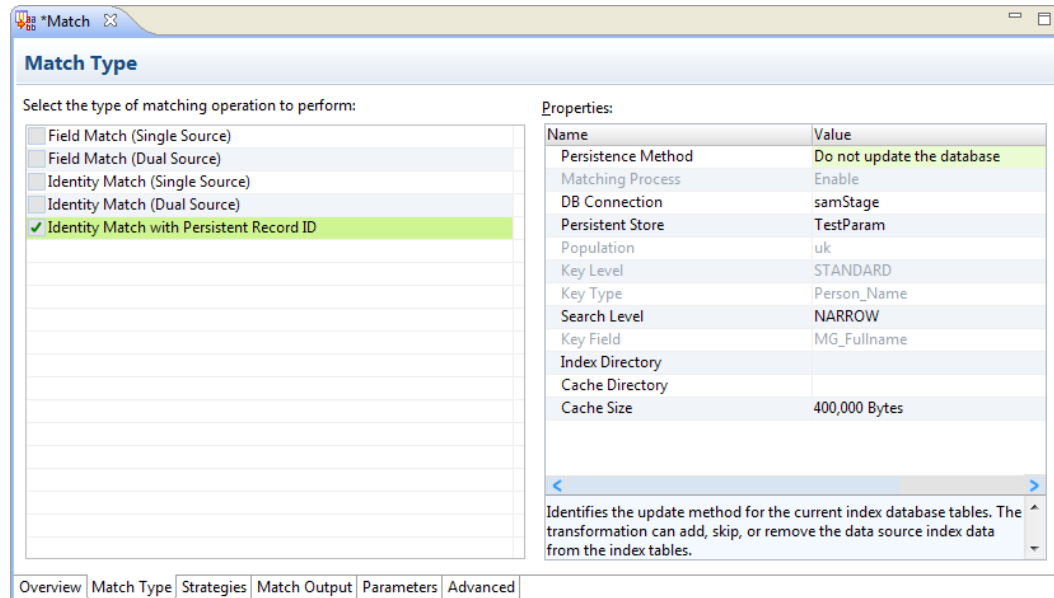 *Match
Match Type
Select the type of matching operation to perform:
Field Match (Single Source)
Field Match (Dual Source)
Identity Match (Single Source)
Identity Match (Dual Source)
Identity Match with Persistent Record ID
Properties:
Name Value
Persistence Method Do not update the database
Matching Process Enable
DB Connection samStage
Persistent Store TestParam
Population uk
Key Level STANDARD
Key Type Person_Name
Search Level NARROW
Key Field MG_Fullname
Index Directory
Cache Directory
Cache Size 400,000 Bytes
Identifies the update method for the current index database tables. The
transformation can add, skip, or remove the data source index data
from the index tables.
Overview Match Type Strategies Match Output Parameters Advanced